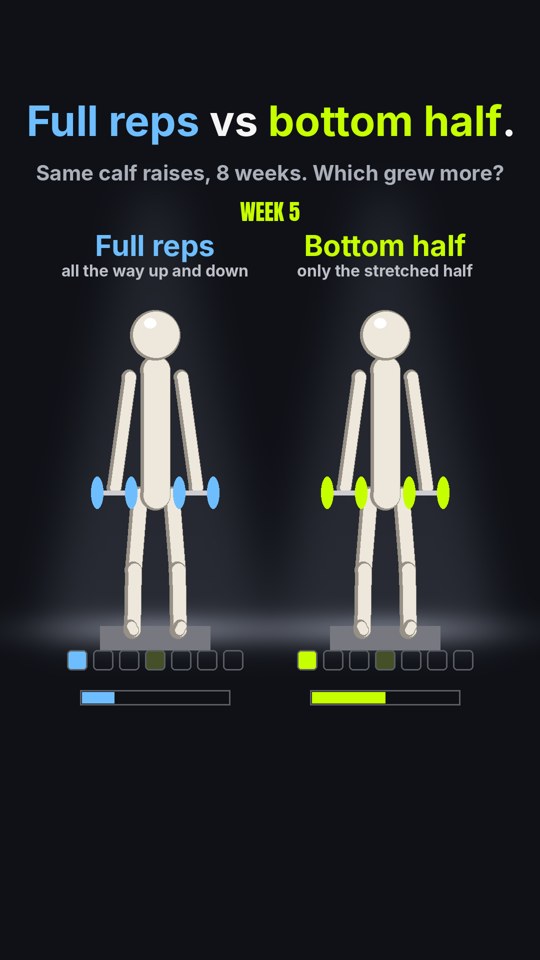 Full reps vs bottom half.
Same calf raises, 8 weeks. Which grew more?
WEEK 5
Full reps
all the way up and down
Bottom half
only the stretched half